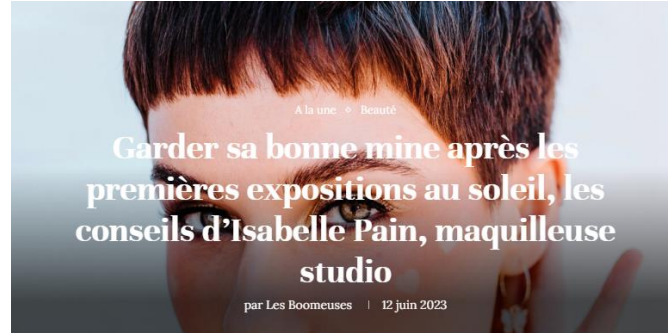 A la une ◇ Beauté
Garder sa bonne mine après les
premières expositions au soleil, les
conseils d’Isabelle Pain, maquilleuse
studio
par Les Boomeuses | 12 juin 2023